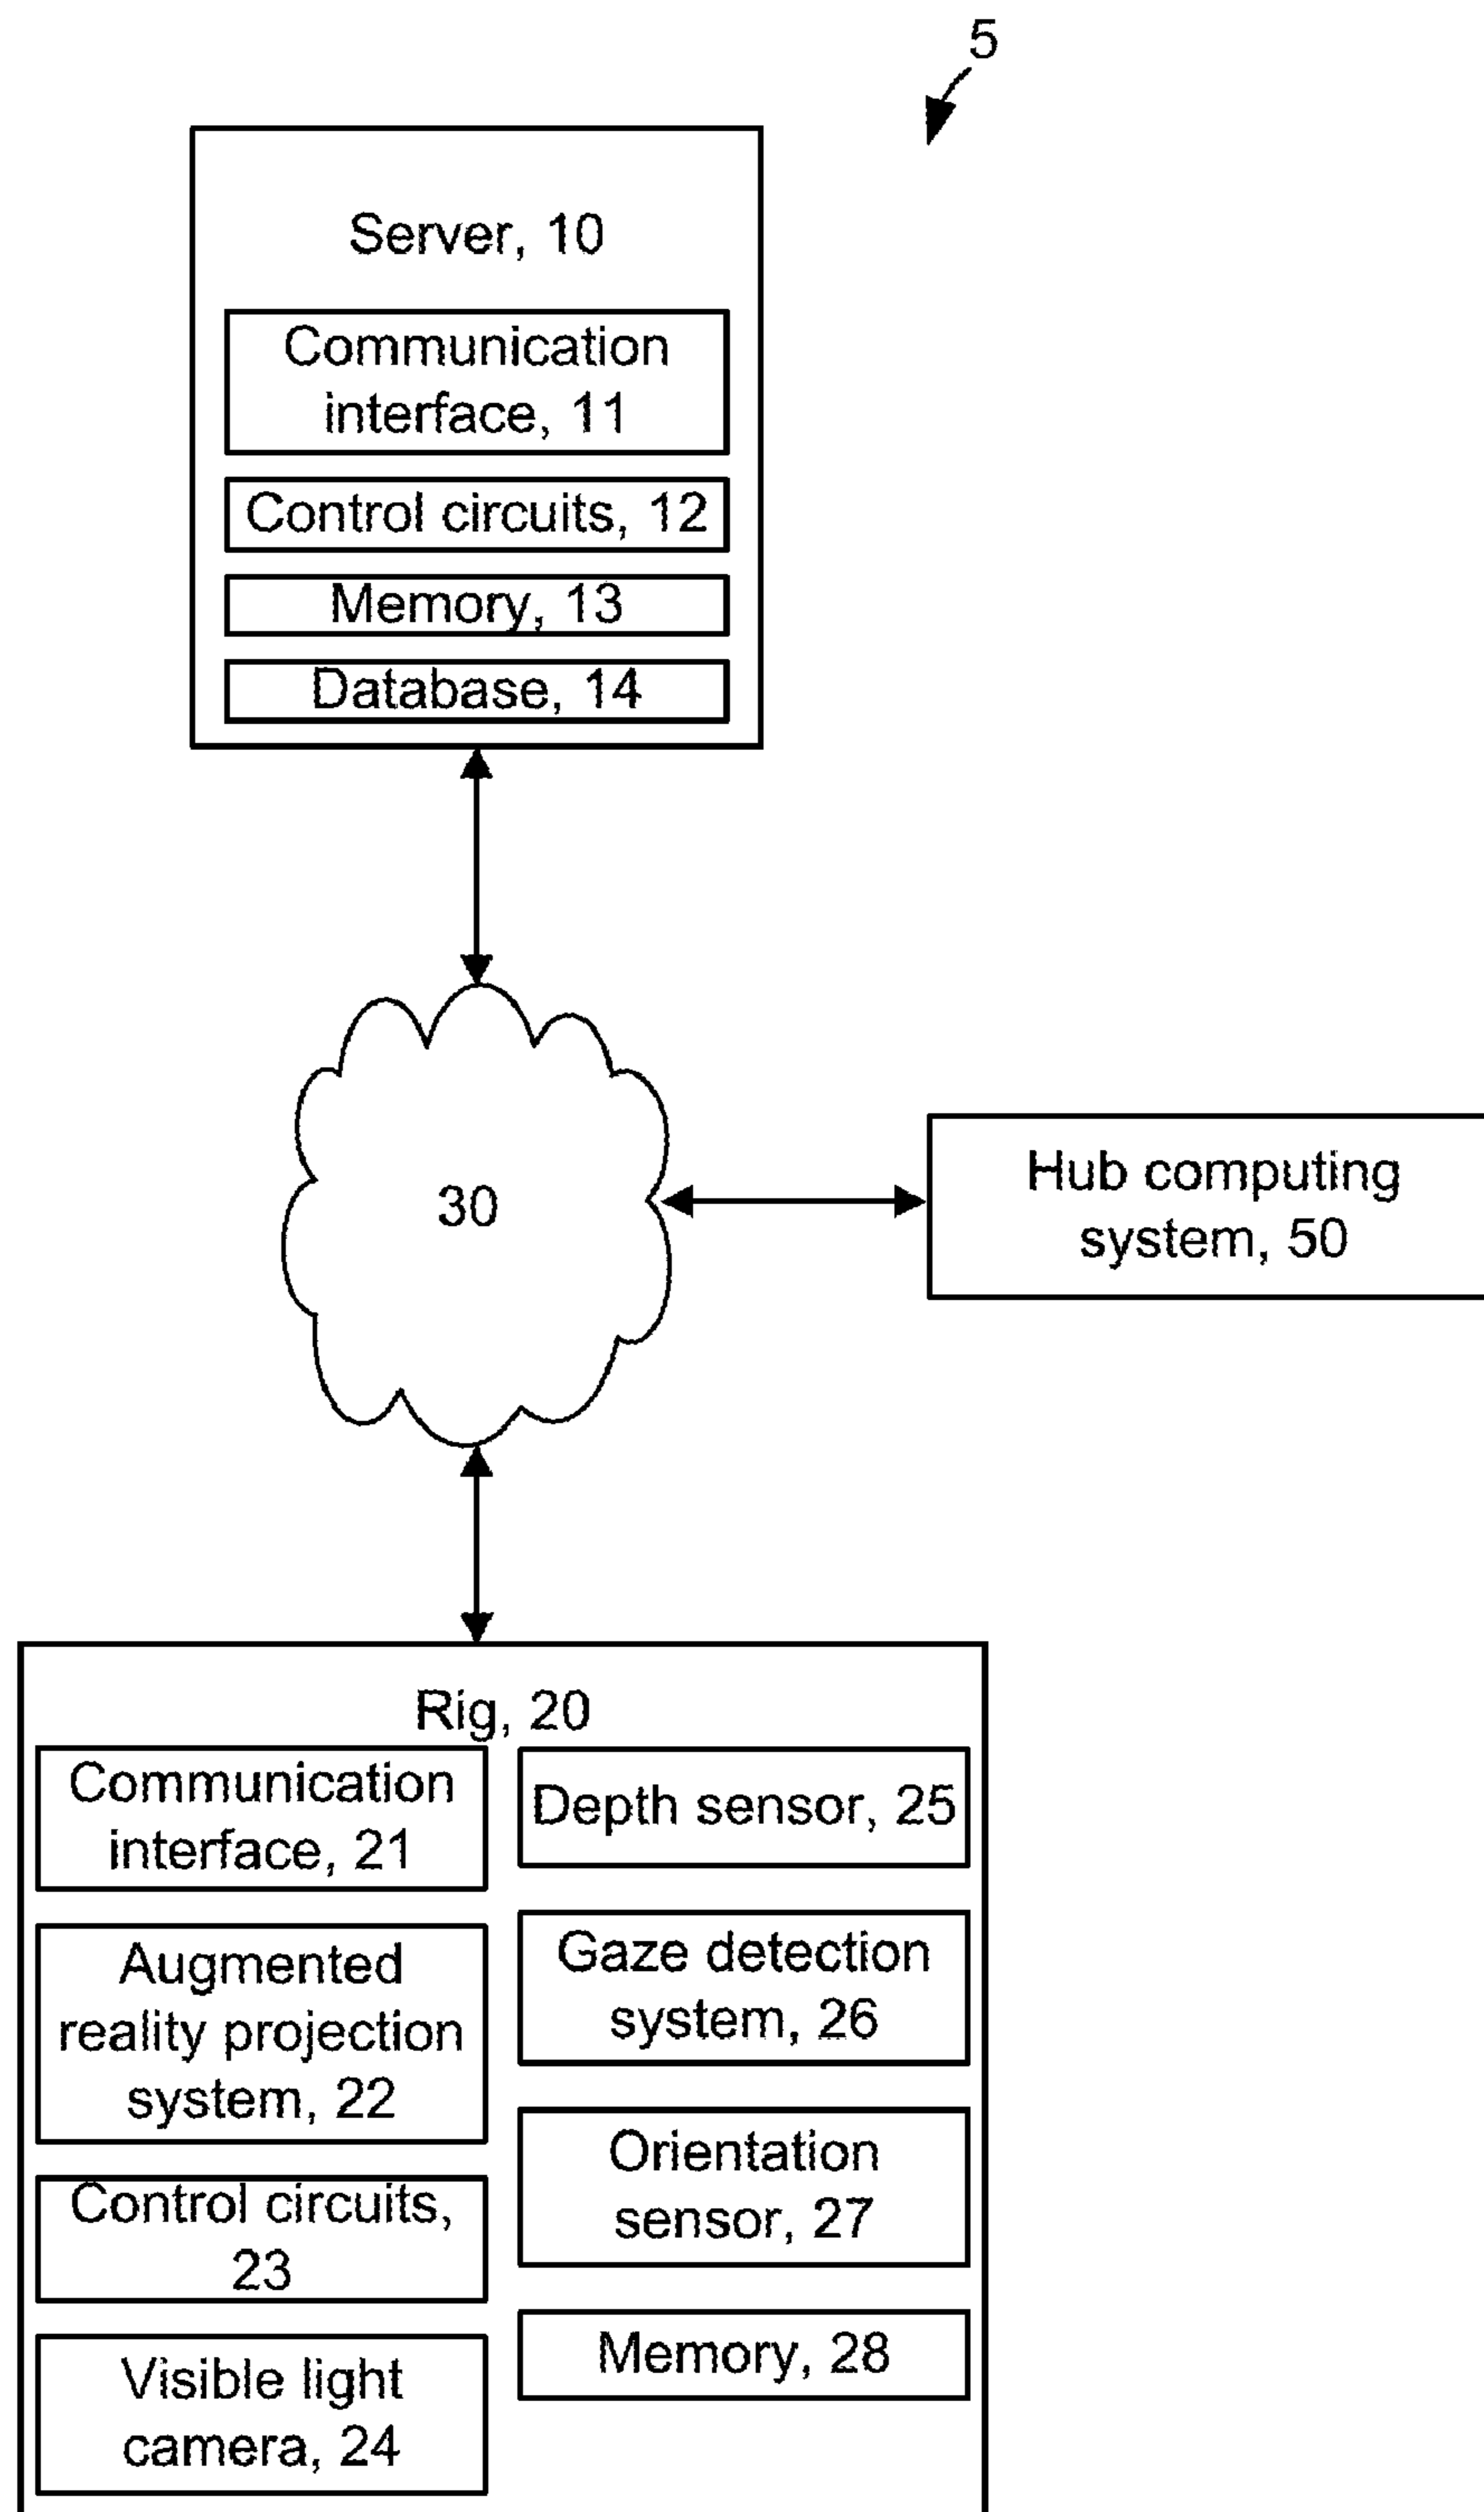 5
Server, 10
Communication
interface, 11
Control circuits, 12
Memory, 13
Database, 14
30
Hub computing
system, 50
Rig, 20
Communication
interface, 21
Augmented
reality projection
system, 22
Control circuits,
23
Visible light
camera, 24
Depth sensor, 25
Gaze detection
system, 26
Orientation
sensor, 27
Memory, 28